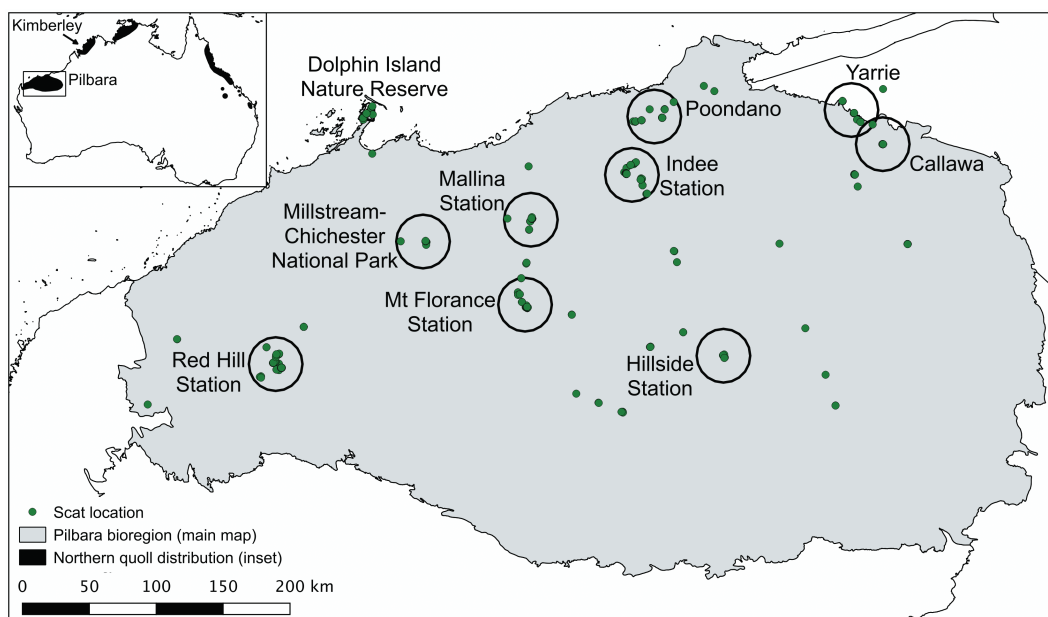 Kimberley
Pilbara
Dolphin Island
Nature Reserve
Yarrie
Poondano
Callawa
Indee
Station
Mallina
Station
Millstream-
Chichester
National Park
Mt Florance
Station
Red Hill
Station
Hillside
Station
Scat location
Pilbara bioregion (main map)
Northern quoll distribution (inset)
0 50 100 150 200 km